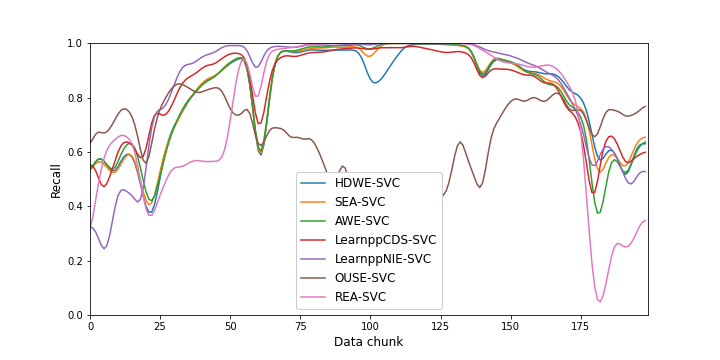 1.0
0.8
0.6
0.4
0.2
0.0
Recall
HDWE-SVC
SEA-SVC
AWE-SVC
LearnppCDS-SVC
LearnppNIE-SVC
OUSE-SVC
REA-SVC
0 25 50 75 100 125 150 175
Data chunk